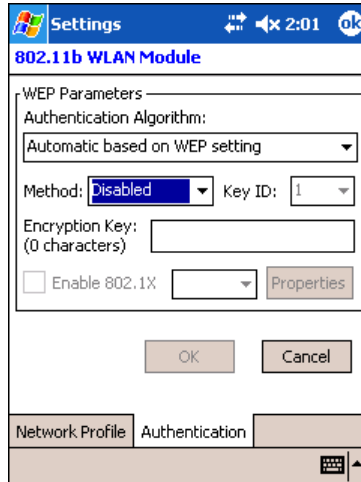 Settings 2:01 ok
802.11b WLAN Module
WEP Parameters
Authentication Algorithm:
Automatic based on WEP setting
Method: Disabled Key ID: 1
Encryption Key:
(0 characters)
Enable 802.1X Properties
OK Cancel
Network Profile Authentication